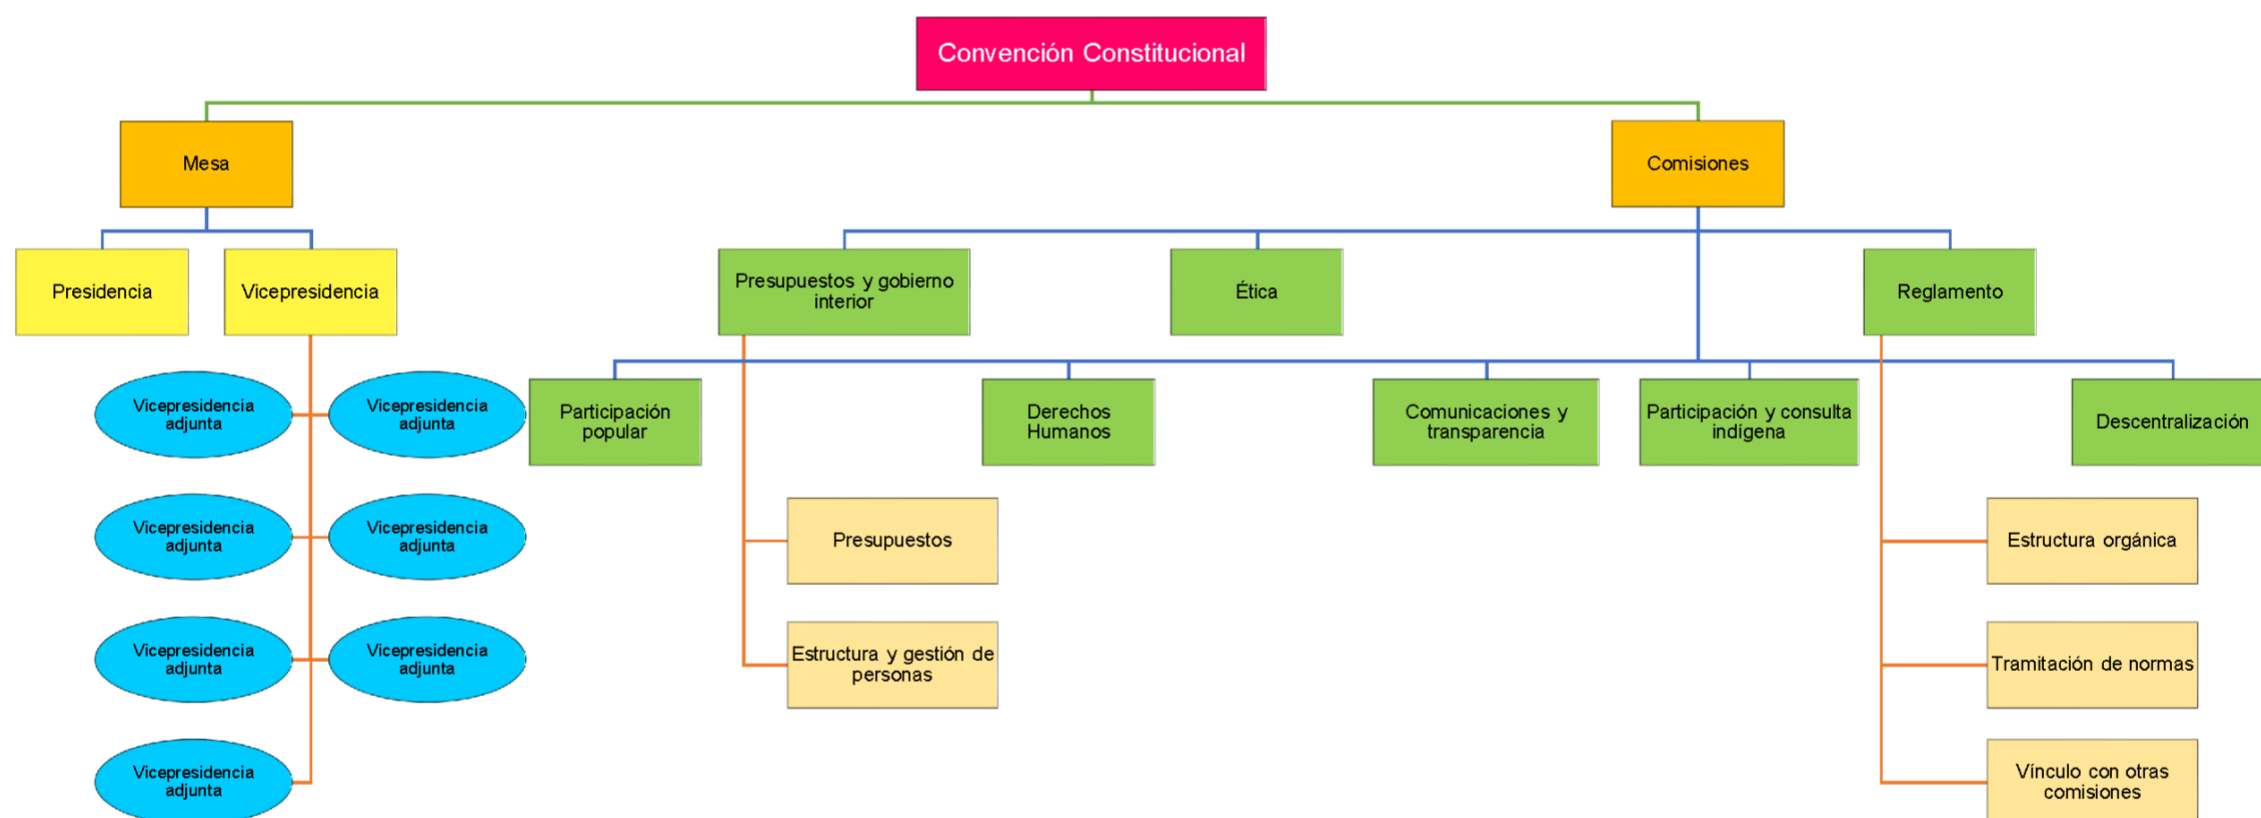 Convención Constitucional
Mesa
Comisiones
Presidencia
Vicepresidencia
Presupuestos y gobierno
interior
Ética
Reglamento
Vicepresidencia
adjunta
Vicepresidencia
adjunta
Participación
popular
Derechos
Humanos
Comunicaciones y
transparencia
Participación y consulta
indígena
Descentralización
Vicepresidencia
adjunta
Vicepresidencia
adjunta
Presupuestos
Estructura orgánica
Vicepresidencia
adjunta
Vicepresidencia
adjunta
Estructura y gestión de
personas
Tramitación de normas
Vicepresidencia
adjunta
Vínculo con otras
comisiones